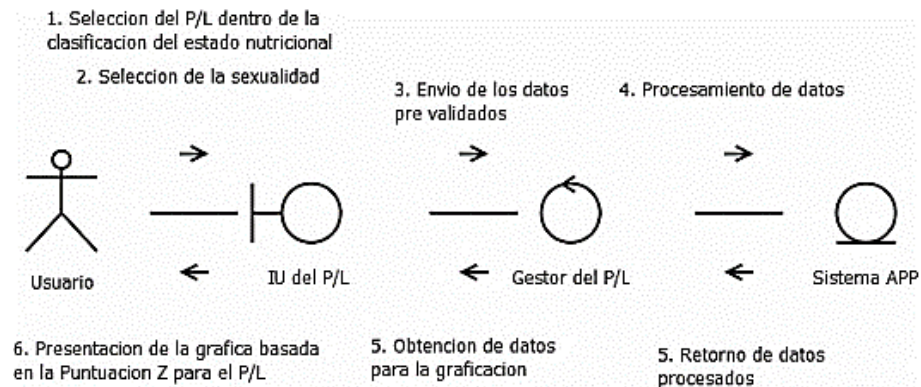 1. Seleccion del P/L dentro de la
clasificacion del estado nutricional
2. Seleccion de la sexualidad
3. Envio de los datos
pre validados
4. Procesamiento de datos
Usuario
IU del P/L
Gestor del P/L
Sistema APP
6. Presentacion de la grafica basada
en la Puntuacion Z para el P/L
5. Obtencion de datos
para la graficacion
5. Retorno de datos
procesados